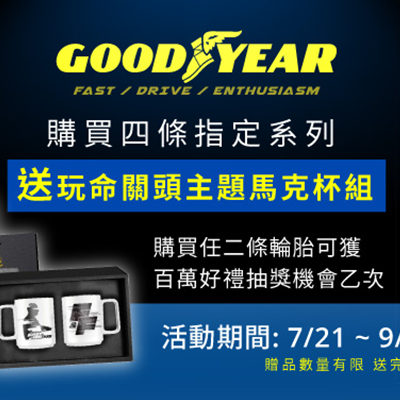 GOODYEAR
FAST / DRIVE / ENTHUSIASM
購買四條指定系列
送玩命關頭主題馬克杯組
購買任二條輪胎可獲
百萬好禮抽獎機會乙次
活動期間: 7/21 ~ 9/
贈品數量有限 送完